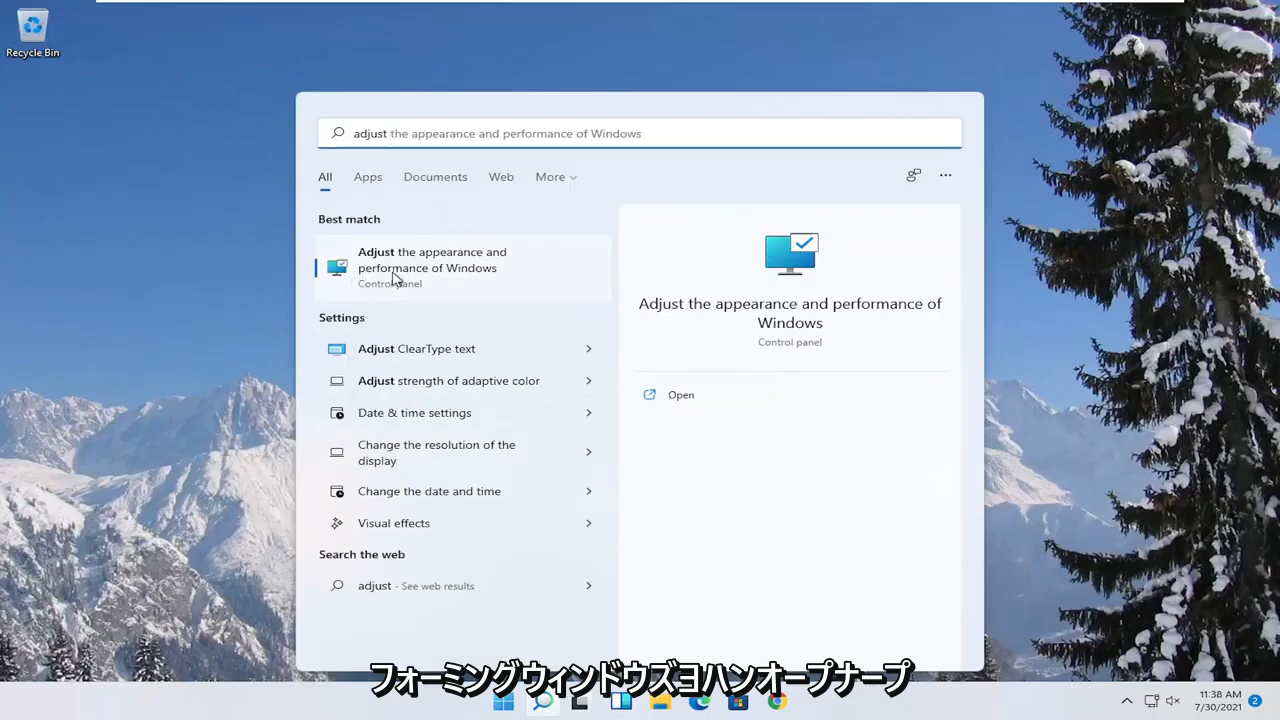 Recycle Bin
adjust the appearance and performance of Windows
All Apps Documents Web More
Best match
Adjust the appearance and
performance of Windows
Control panel
Settings
Adjust ClearType text
Adjust strength of adaptive color
Date & time settings
Change the resolution of the
display
Change the date and time
Visual effects
Search the web
adjust - See web results
Adjust the appearance and performance of
Windows
Control panel
Open
フォーミングウィンドウズヨハンオープナープ
11:38 AM
7/30/2021
2